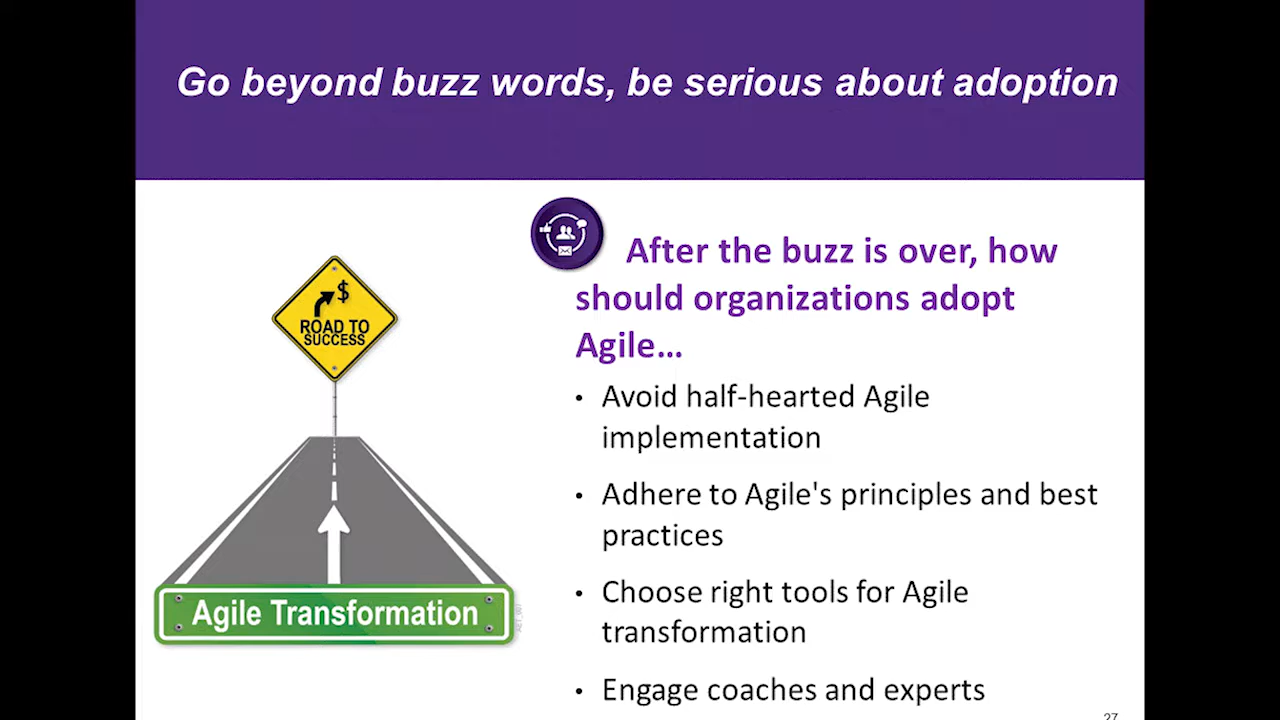 Go beyond buzz words, be serious about adoption
After the buzz is over, how
should organizations adopt
Agile…
• Avoid half-hearted Agile
implementation
• Adhere to Agile's principles and best
practices
• Choose right tools for Agile
transformation
• Engage coaches and experts
$
ROAD TO
SUCCESS
Agile Transformation
27